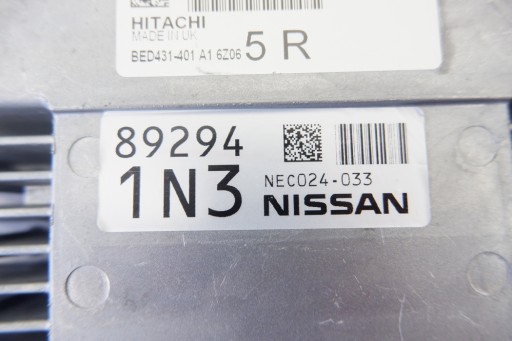 HITACHI
MADE IN UK
BED431-401 A1 6Z06 5 R
89294
1N3
NEC024-033
NISSAN